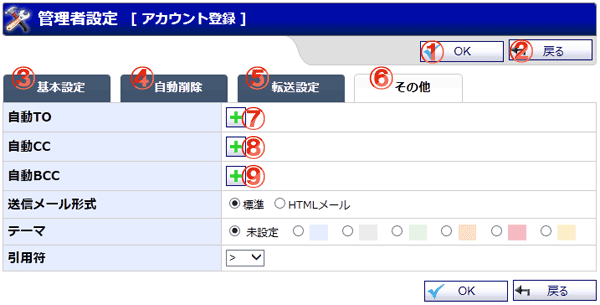 管理者設定 [ アカウント登録 ]
① OK ② 戻る
③ 基本設定 ④ 自動削除 ⑤ 転送設定 ⑥ その他
自動TO ⑦
自動CC ⑧
自動BCC ⑨
送信メール形式 標準 HTMLメール
テーマ 未設定
引用符 >
OK 戻る